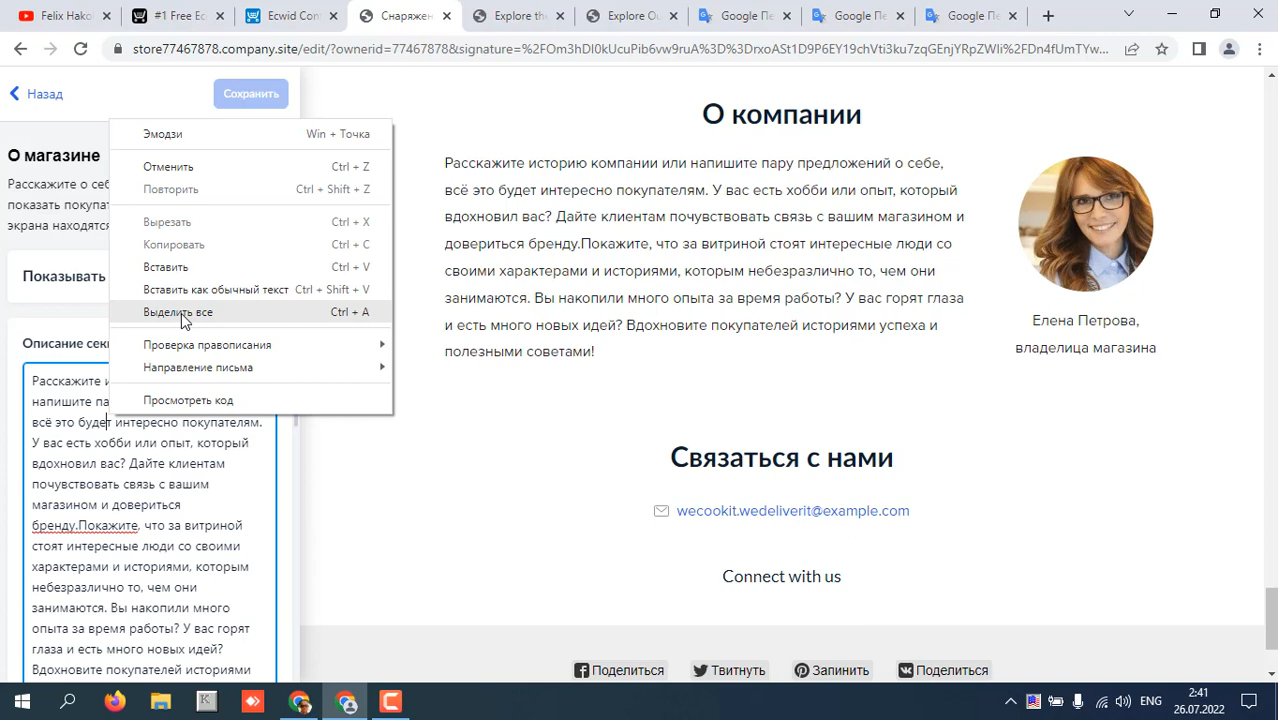 Felix Hako
#1 Free Ec
Ecwid Con
Снаряжен
Explore the
Explore Ou
Google Пе
Google Пе
Google Пе
store77467878.company.site/edit/?ownerid=77467878&signature=%2FOm3hDI0kUcuPib6vw9ruA%3D%3DrxoASt1D9P6EY19chVti3ku7zqGEnjYRpZWIi%2FDn4fUmTYw...
Назад
Сохранить
О магазине
Расскажите о себ
показать покупа
экрана находятс
Показывать
Описание сек
Расскажите и
напишите па
всё это будет интересно покупателям.
У вас есть хобби или опыт, который
вдохновил вас? Дайте клиентам
почувствовать связь с вашим
магазином и довериться
бренду.Покажите, что за витриной
стоят интересные люди со своими
характерами и историями, которым
небезразлично то, чем они
занимаются. Вы накопили много
опыта за время работы? У вас горят
глаза и есть много новых идей?
Вдохновите покупателей историями
Эмодзи Win + Точка
Отменить Ctrl + Z
Повторить Ctrl + Shift + Z
Вырезать Ctrl + X
Копировать Ctrl + C
Вставить Ctrl + V
Вставить как обычный текст Ctrl + Shift + V
Выделить все Ctrl + A
Проверка правописания
Направление письма
Просмотреть код
О компании
Расскажите историю компании или напишите пару предложений о себе,
всё это будет интересно покупателям. У вас есть хобби или опыт, который
вдохновил вас? Дайте клиентам почувствовать связь с вашим магазином и
довериться бренду.Покажите, что за витриной стоят интересные люди со
своими характерами и историями, которым небезразлично то, чем они
занимаются. Вы накопили много опыта за время работы? У вас горят глаза
и есть много новых идей? Вдохновите покупателей историями успеха и
полезными советами!
Елена Петрова,
владелица магазина
Связаться с нами
wecookit.wedeliverit@example.com
Connect with us
Поделиться
Твитнуть
Запинить
Поделиться
ENG
2:41
26.07.2022